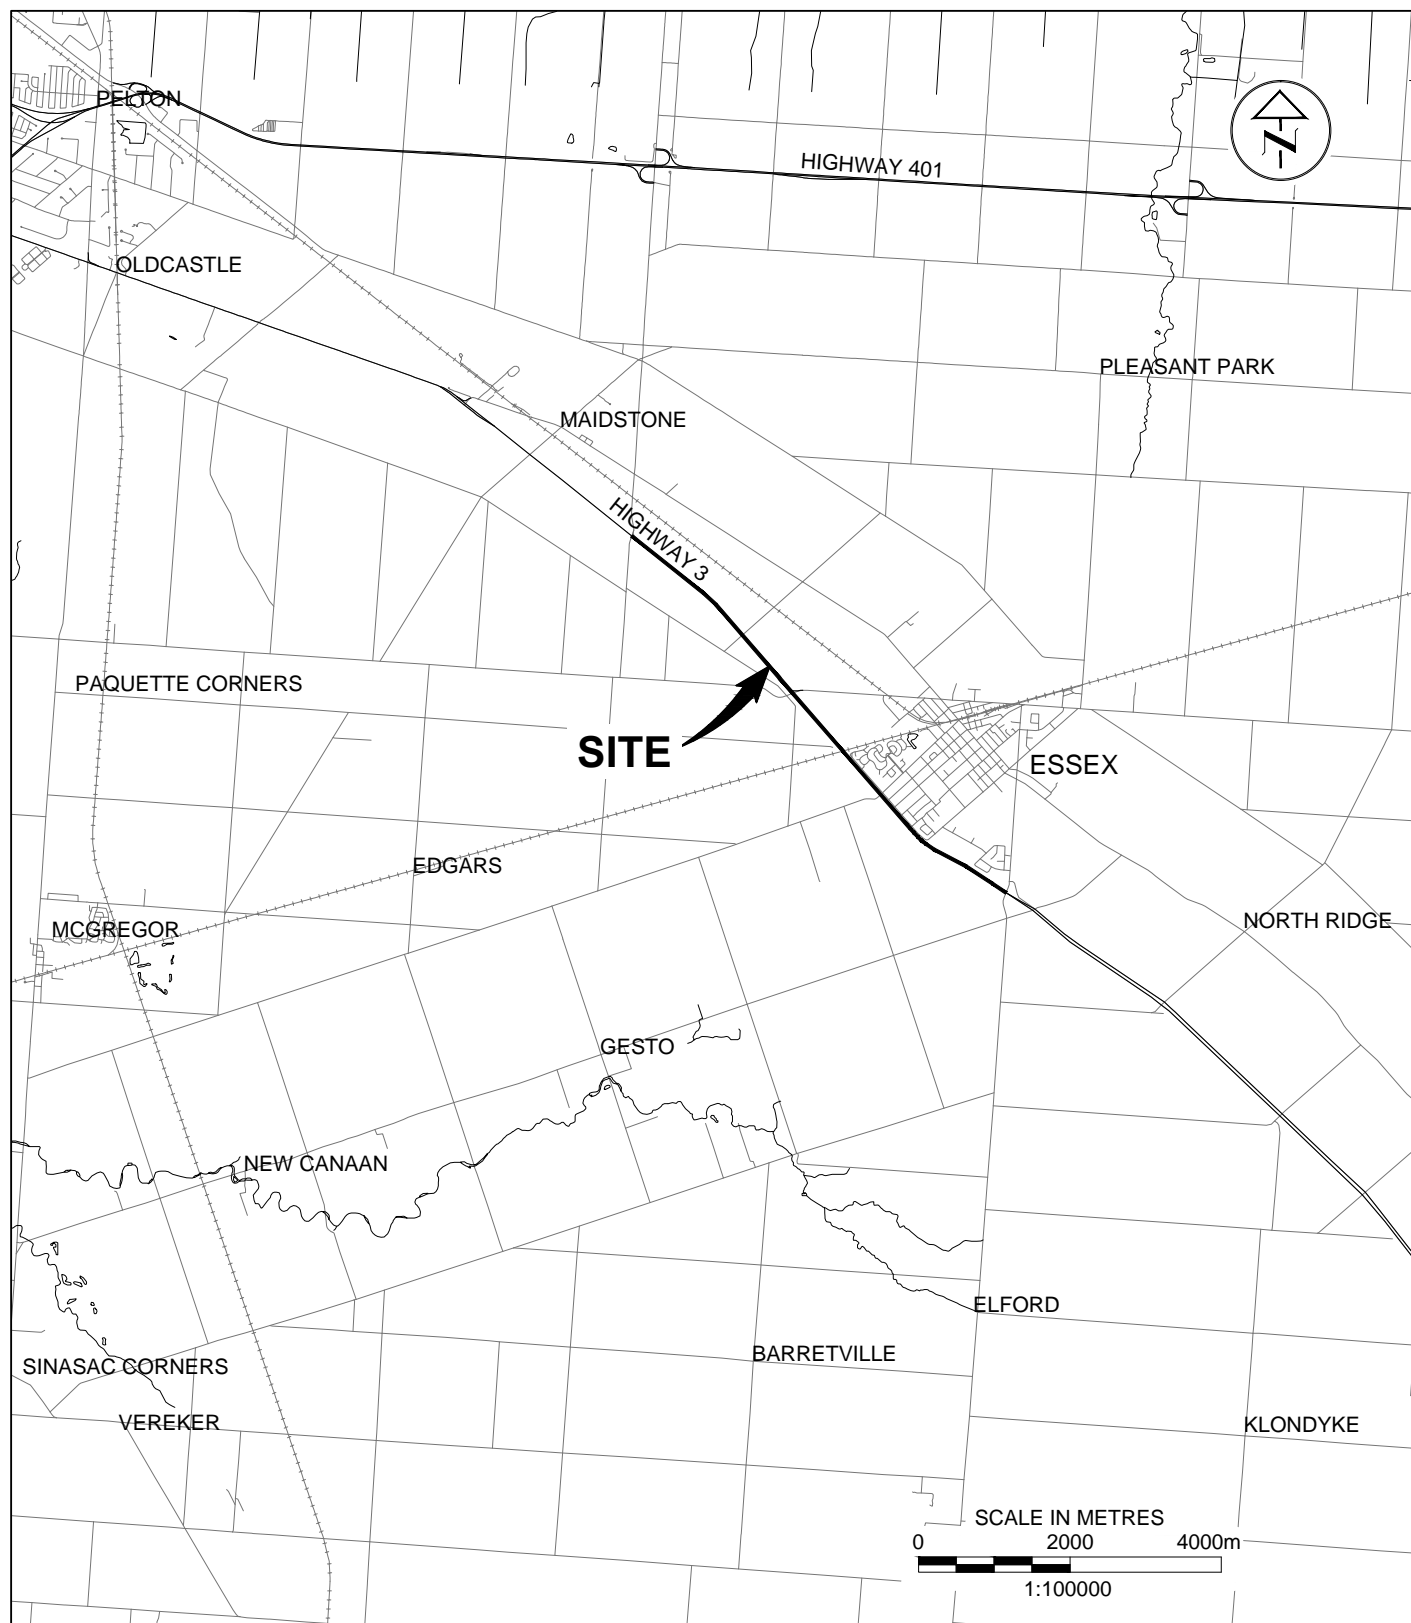 PELTON
HIGHWAY 401
N
OLDCASTLE
PLEASANT PARK
MAIDSTONE
HIGHWAY 3
PAQUETTE CORNERS
SITE
ESSEX
EDGARS
NORTH RIDGE
MCGREGOR
GESTO
NEW CANAAN
ELFORD
BARRETVILLE
SINASAC CORNERS
VEREKER
KLONDYKE
SCALE IN METRES
0 2000 4000m
1:100000